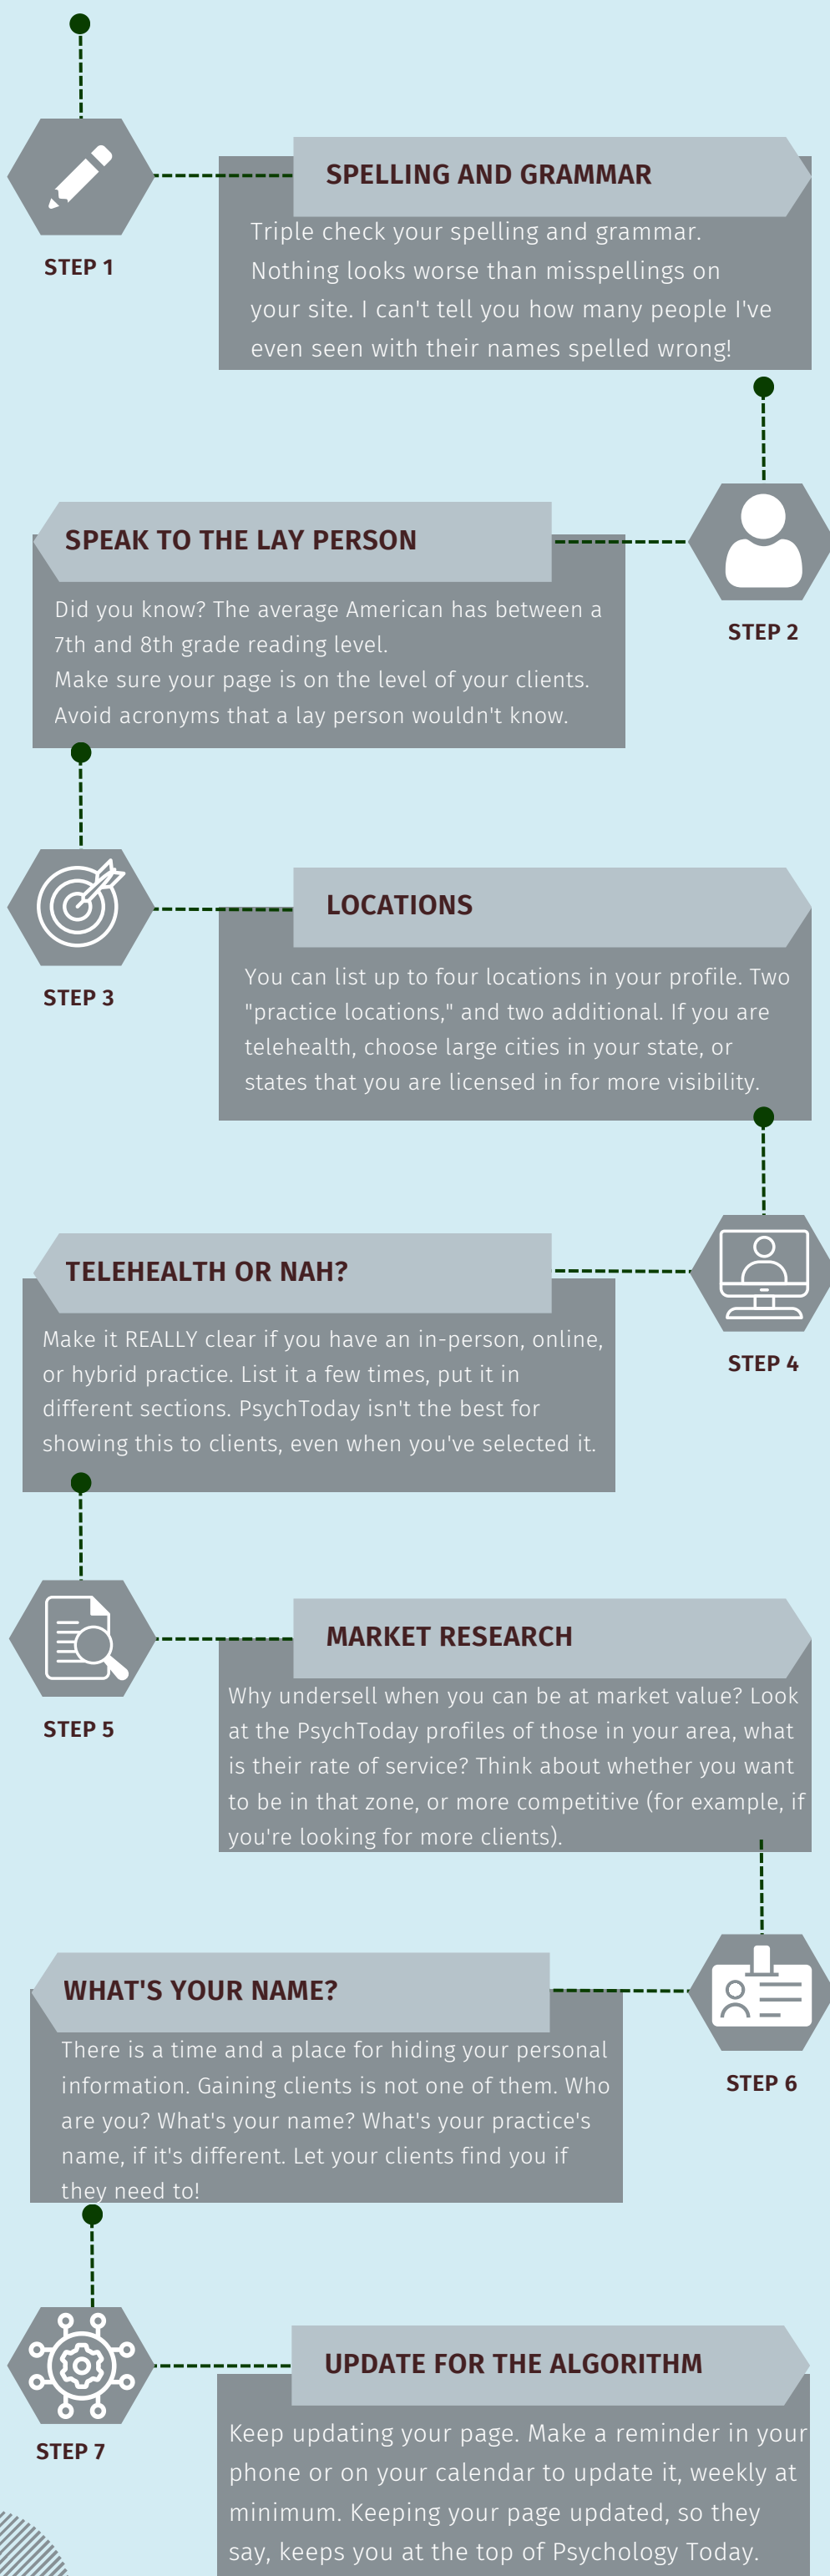 SPELLING AND GRAMMAR
Triple check your spelling and grammar.
Nothing looks worse than misspellings on
your site. I can't tell you how many people I've
even seen with their names spelled wrong!
STEP 1
SPEAK TO THE LAY PERSON
Did you know? The average American has between a
7th and 8th grade reading level.
Make sure your page is on the level of your clients.
Avoid acronyms that a lay person wouldn't know.
STEP 2
LOCATIONS
You can list up to four locations in your profile. Two
"practice locations," and two additional. If you are
telehealth, choose large cities in your state, or
states that you are licensed in for more visibility.
STEP 3
TELEHEALTH OR NAH?
Make it REALLY clear if you have an in-person, online,
or hybrid practice. List it a few times, put it in
different sections. PsychToday isn't the best for
showing this to clients, even when you've selected it.
STEP 4
MARKET RESEARCH
Why undersell when you can be at market value? Look
at the PsychToday profiles of those in your area, what
is their rate of service? Think about whether you want
to be in that zone, or more competitive (for example, if
you're looking for more clients).
STEP 5
WHAT'S YOUR NAME?
There is a time and a place for hiding your personal
information. Gaining clients is not one of them. Who
are you? What's your name? What's your practice's
name, if it's different. Let your clients find you if
they need to!
STEP 6
UPDATE FOR THE ALGORITHM
Keep updating your page. Make a reminder in your
phone or on your calendar to update it, weekly at
minimum. Keeping your page updated, so they
say, keeps you at the top of Psychology Today.
STEP 7